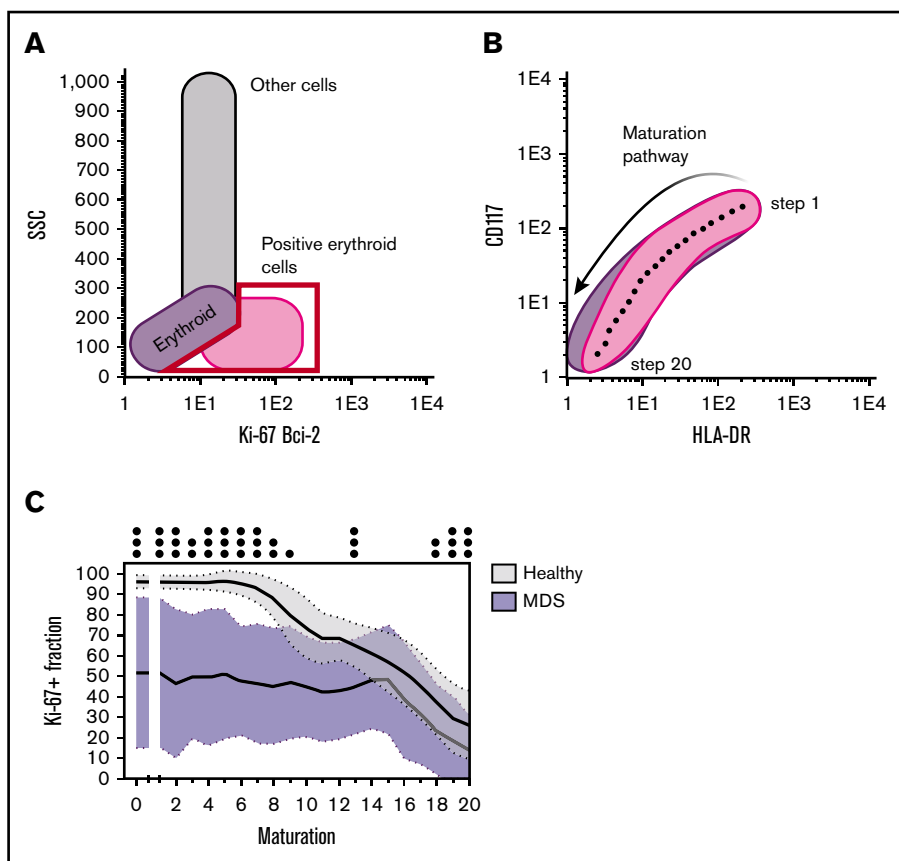 A
1,000
900
800
700
600
500
400
300
200
100
0
SSC
Other cells
Positive erythroid
cells
Erythroid
1
1E1
1E2
1E3
1E4
Ki-67 Bci-2
B
1E4
1E3
1E2
1E1
1
CD117
Maturation
pathway
step 1
step 20
1
1E1
1E2
1E3
1E4
HLA-DR
C
100
90
80
70
60
50
40
30
20
10
0
Ki-67+ fraction
0
2
4
6
8
10
12
14
16
18
20
Maturation
Healthy
MDS